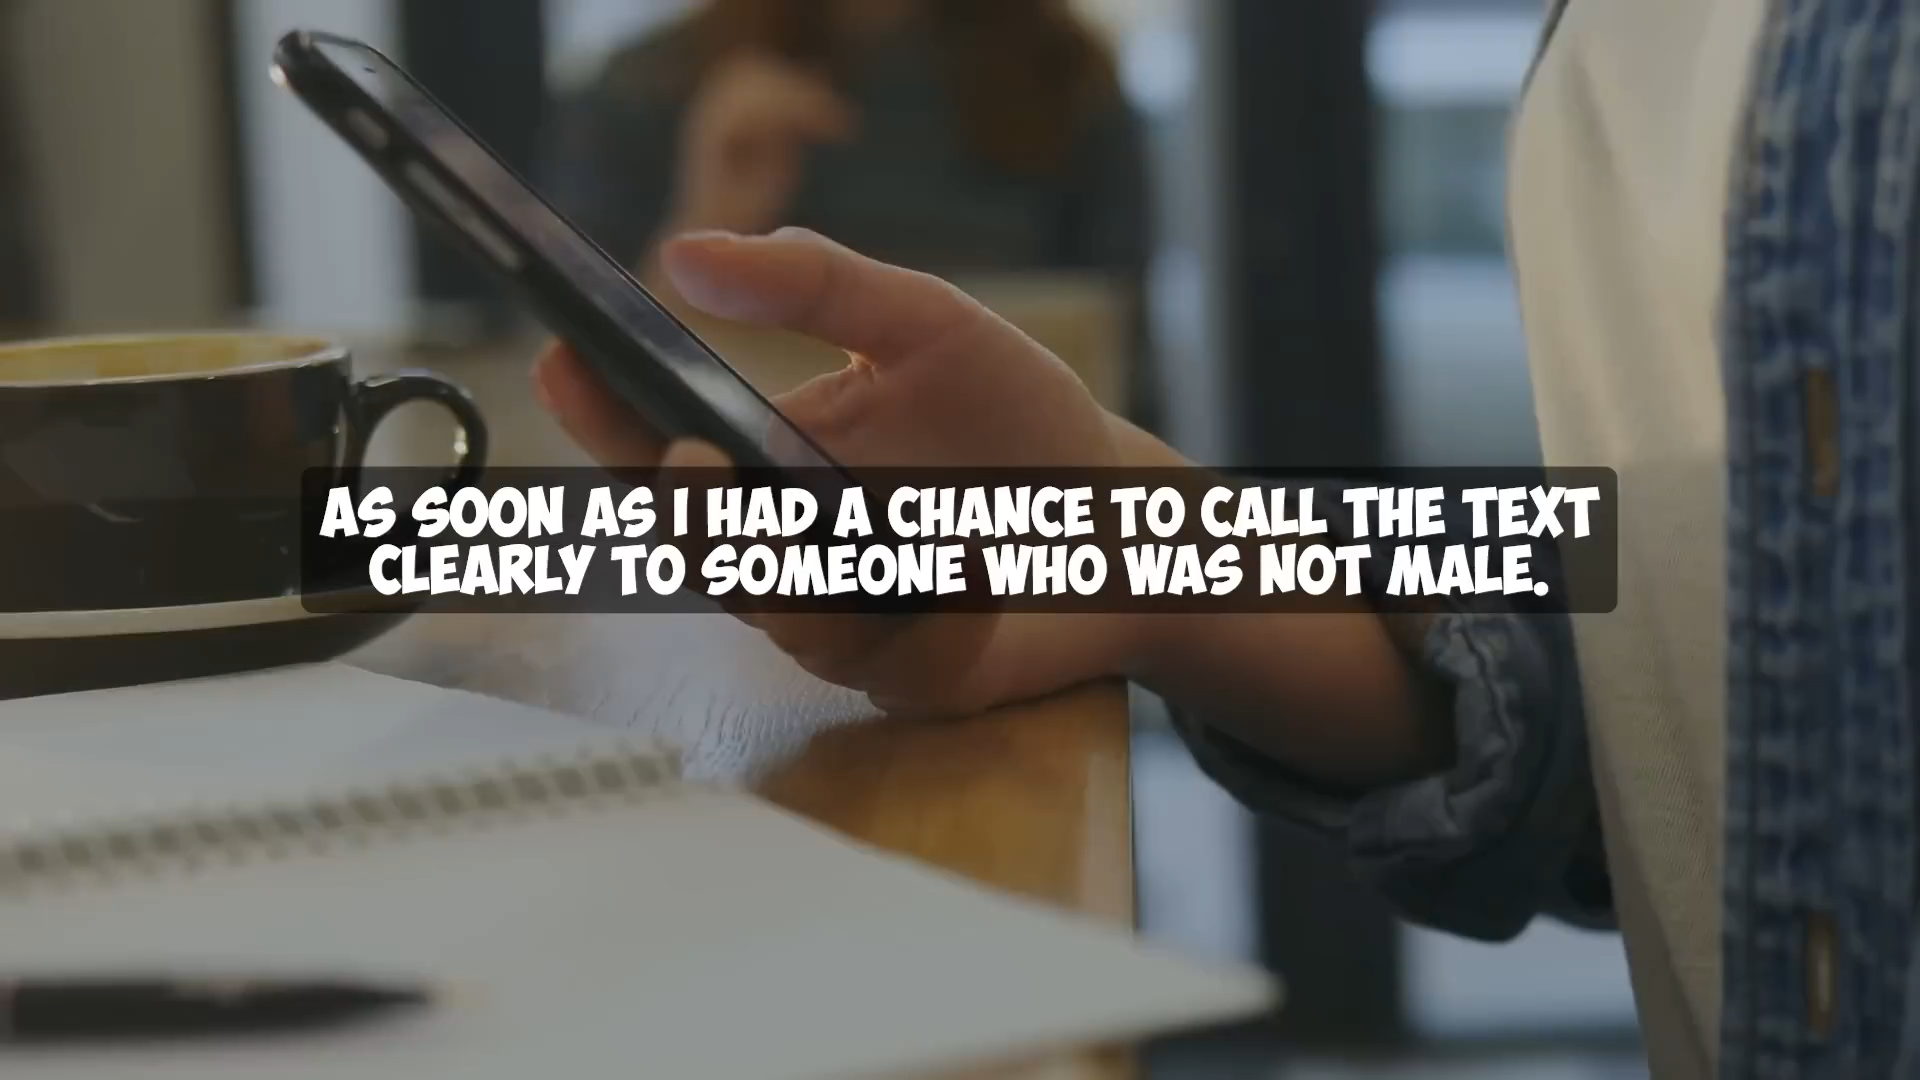 AS SOON AS I HAD A CHANCE TO CALL THE TEXT
CLEARLY TO SOMEONE WHO WAS NOT MALE.